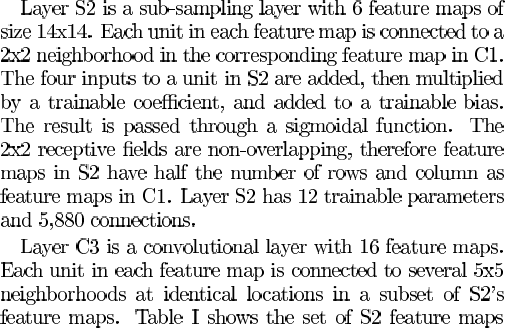 Layer S2 is a sub-sampling layer with 6 feature maps of
size 14x14. Each unit in each feature map is connected to a
2x2 neighborhood in the corresponding feature map in C1.
The four inputs to a unit in S2 are added, then multiplied
by a trainable coefficient, and added to a trainable bias.
The result is passed through a sigmoidal function. The
2x2 receptive fields are non-overlapping, therefore feature
maps in S2 have half the number of rows and column as
feature maps in C1. Layer S2 has 12 trainable parameters
and 5,880 connections.
Layer C3 is a convolutional layer with 16 feature maps.
Each unit in each feature map is connected to several 5x5
neighborhoods at identical locations in a subset of S2's
feature maps. Table I shows the set of S2 feature maps